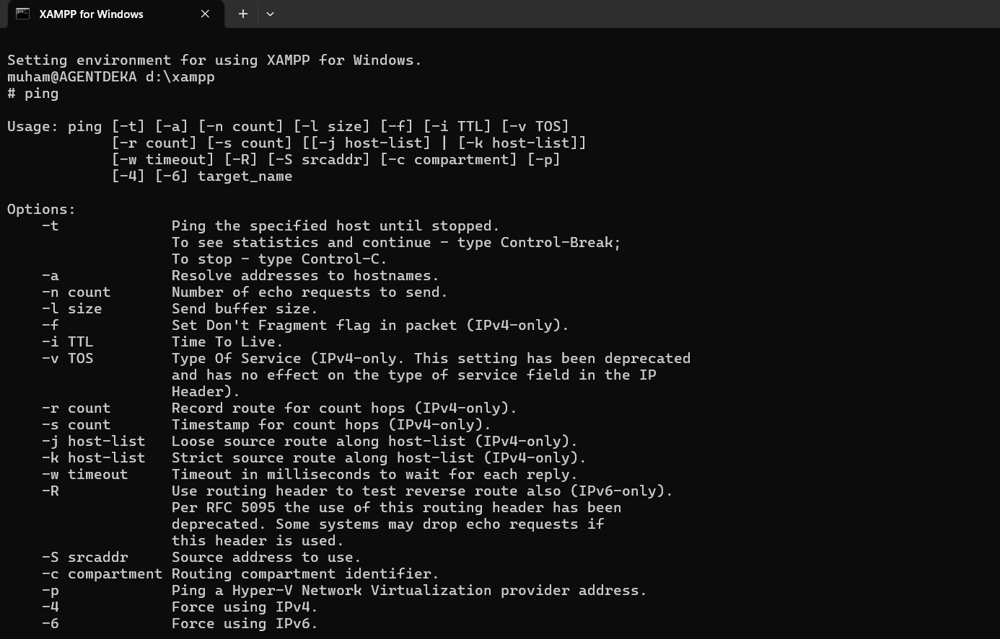 XAMPP for Windows
Setting environment for using XAMPP for Windows.
muham@AGENTDEKA d:\xampp
# ping
Usage: ping [-t] [-a] [-n count] [-l size] [-f] [-i TTL] [-v TOS]
            [-r count] [-s count] [[-j host-list] | [-k host-list]]
            [-w timeout] [-R] [-S srcaddr] [-c compartment] [-p]
            [-4] [-6] target_name
Options:
    -t             Ping the specified host until stopped.
                   To see statistics and continue - type Control-Break;
                   To stop - type Control-C.
    -a             Resolve addresses to hostnames.
    -n count       Number of echo requests to send.
    -l size        Send buffer size.
    -f             Set Don't Fragment flag in packet (IPv4-only).
    -i TTL         Time To Live.
    -v TOS         Type Of Service (IPv4-only. This setting has been deprecated
                   and has no effect on the type of service field in the IP
                   Header).
    -r count       Record route for count hops (IPv4-only).
    -s count       Timestamp for count hops (IPv4-only).
    -j host-list   Loose source route along host-list (IPv4-only).
    -k host-list   Strict source route along host-list (IPv4-only).
    -w timeout     Timeout in milliseconds to wait for each reply.
    -R             Use routing header to test reverse route also (IPv6-only).
                   Per RFC 5095 the use of this routing header has been
                   deprecated. Some systems may drop echo requests if
                   this header is used.
    -S srcaddr     Source address to use.
    -c compartment Routing compartment identifier.
    -p             Ping a Hyper-V Network Virtualization provider address.
    -4             Force using IPv4.
    -6             Force using IPv6.